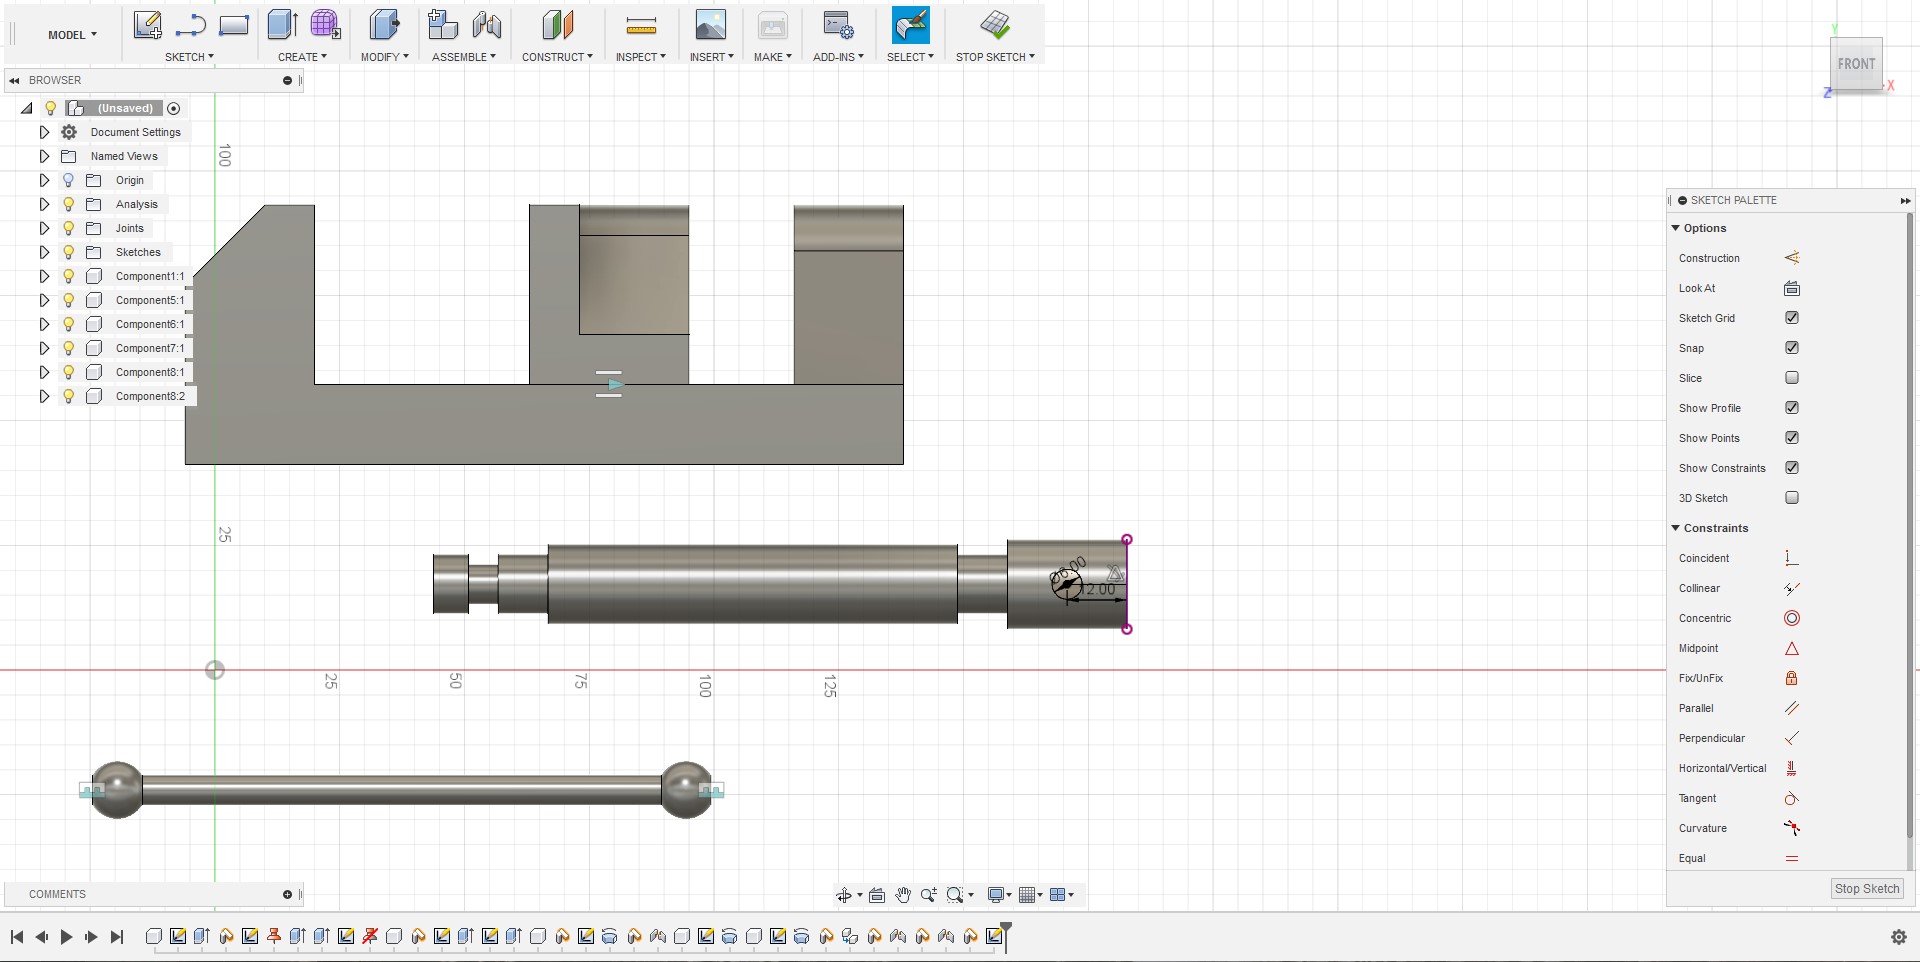 MODEL
SKETCH
CREATE
MODIFY
ASSEMBLE
CONSTRUCT
INSPECT
INSERT
MAKE
ADD-INS
SELECT
STOP SKETCH
BROWSER
(Unsaved)
Document Settings
Named Views
Origin
Analysis
Joints
Sketches
Component1:1
Component5:1
Component6:1
Component7:1
Component8:1
Component8:2
Y
FRONT
X
Z
100
25
25
50
75
100
125
Ø6.00
12.00
SKETCH PALETTE
Options
Construction
Look At
Sketch Grid
Snap
Slice
Show Profile
Show Points
Show Constraints
3D Sketch
Constraints
Coincident
Collinear
Concentric
Midpoint
Fix/UnFix
Parallel
Perpendicular
Horizontal/Vertical
Tangent
Curvature
Equal
Stop Sketch
COMMENTS